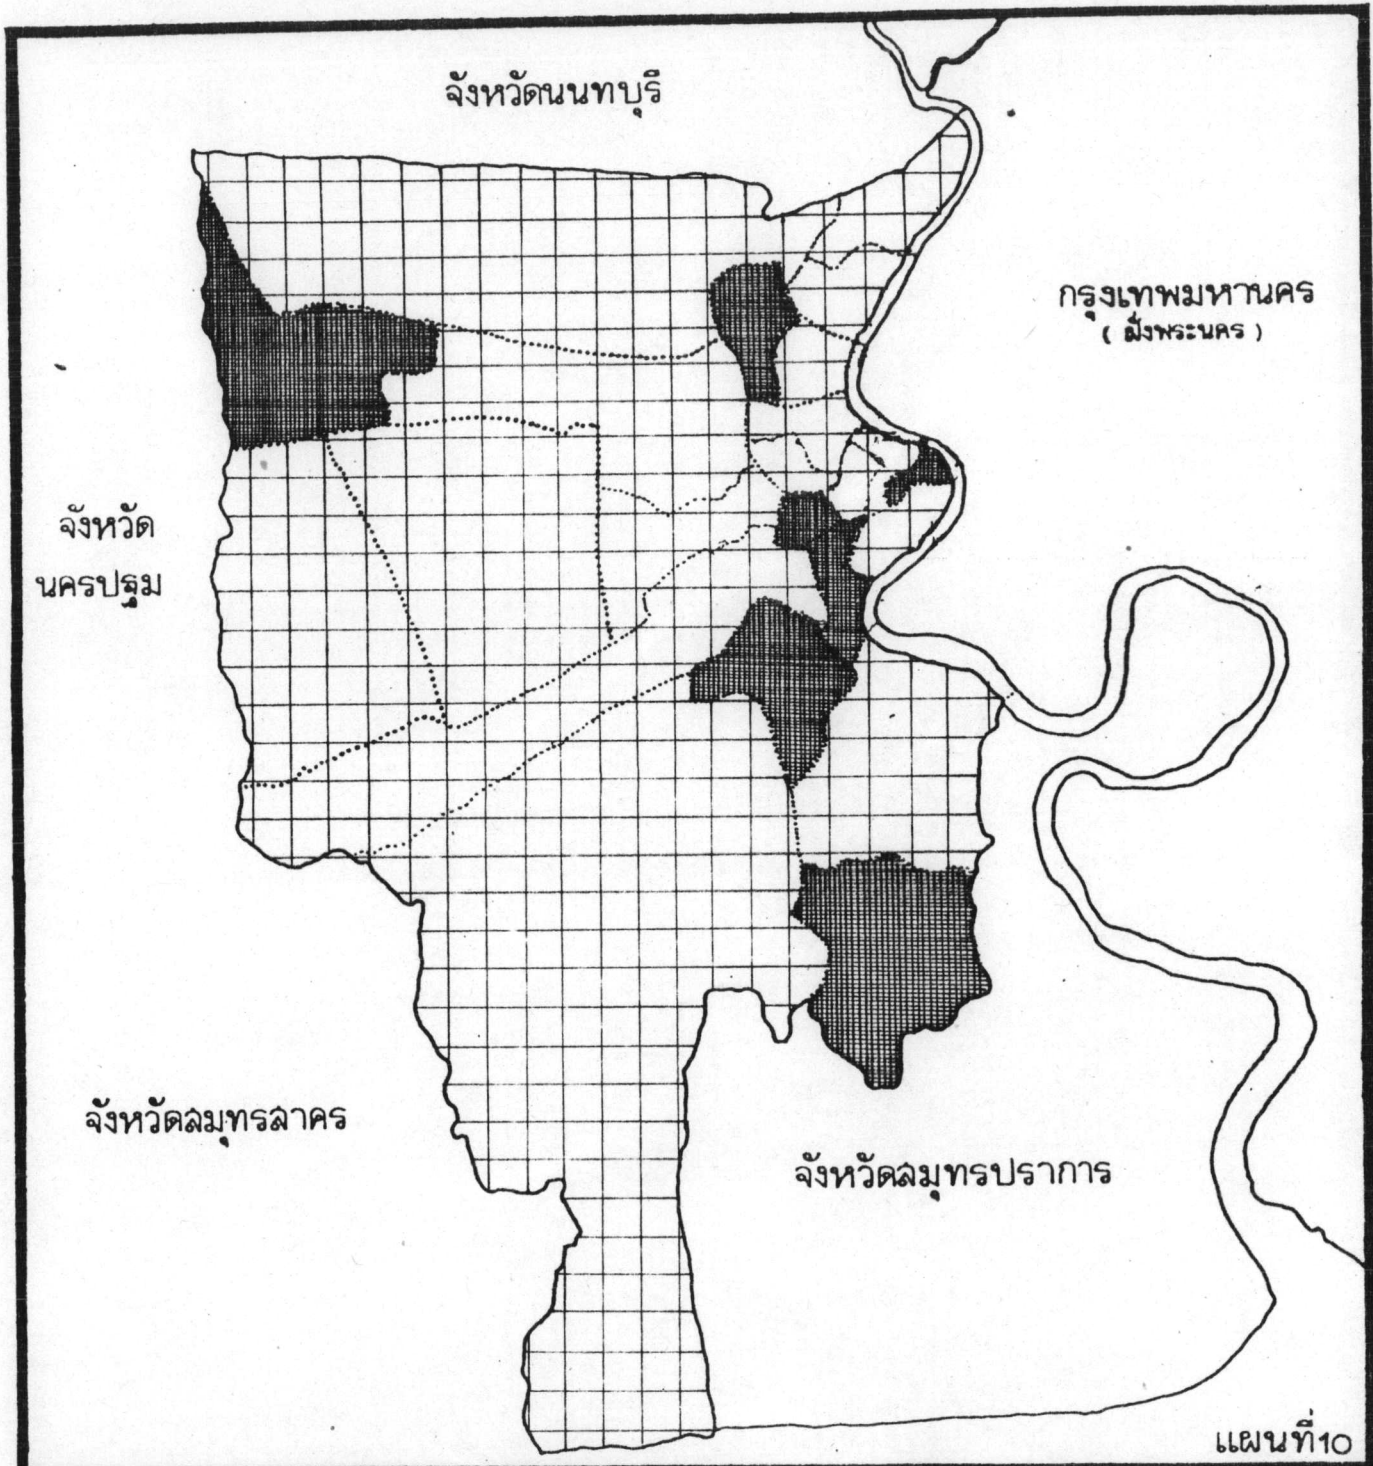 จังหวัดนนทบุรี
กรุงเทพมหานคร
( ฝั่งพระนคร )
จังหวัด
นครปฐม
จังหวัดสมุทรสาคร
จังหวัดสมุทรปราการ
แผนที่10